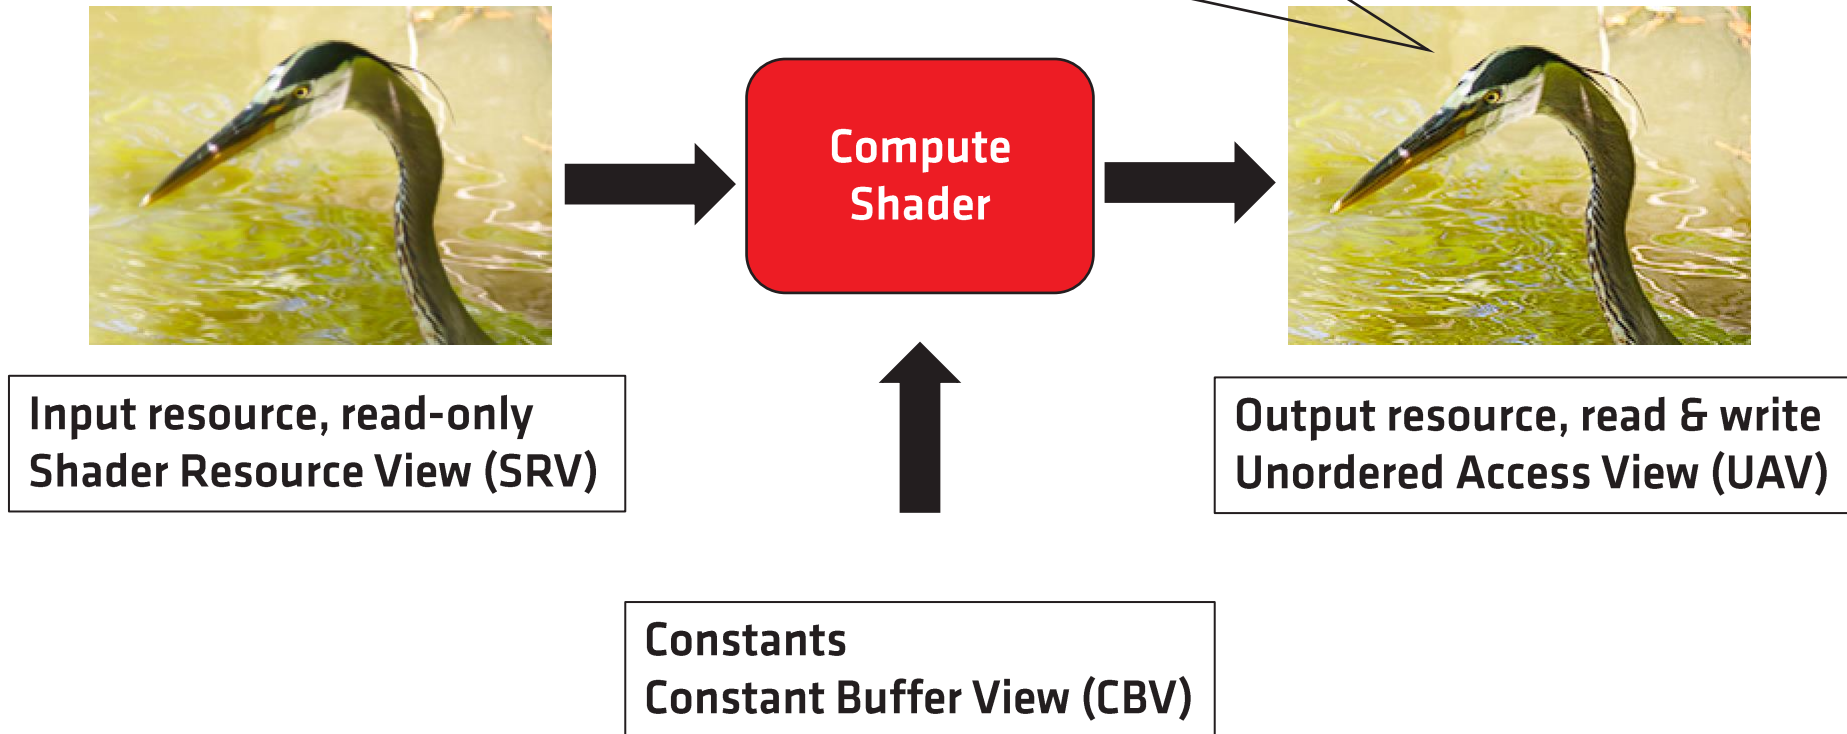 Compute
Shader
Input resource, read-only
Shader Resource View (SRV)
Output resource, read & write
Unordered Access View (UAV)
Constants
Constant Buffer View (CBV)